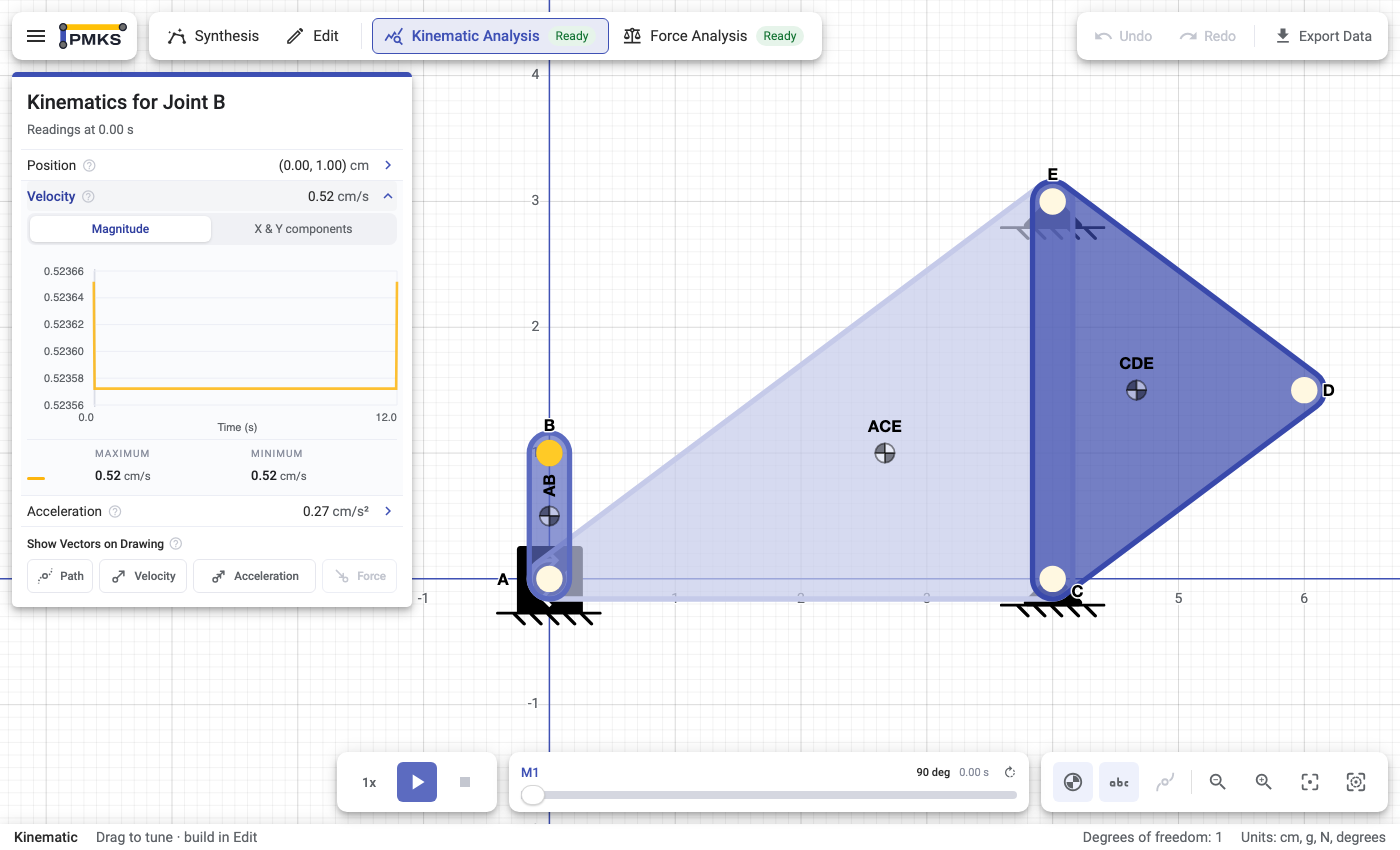 PMKS
Synthesis
Edit
Kinematic Analysis Ready
Force Analysis Ready
Undo
Redo
Export Data
Kinematics for Joint B
Readings at 0.00 s
Position (0.00, 1.00) cm
Velocity 0.52 cm/s
Magnitude X & Y components
0.52366
0.52364
0.52362
0.52360
0.52358
0.52356
0.0 12.0
Time (s)
MAXIMUM MINIMUM
0.52 cm/s 0.52 cm/s
Acceleration 0.27 cm/s²
Show Vectors on Drawing
Path Velocity Acceleration Force
4
3
2
-1
-1
1
2
3
5
6
E
D
CDE
ACE
B
AB
A
C
1x
M1 90 deg 0.00 s
abc
Kinematic Drag to tune · build in Edit
Degrees of freedom: 1 Units: cm, g, N, degrees